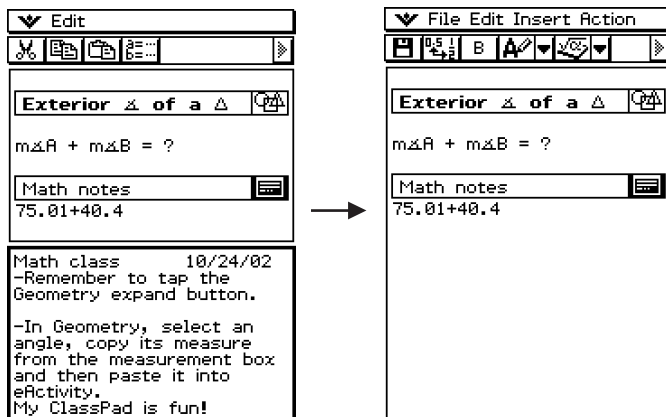 Edit
Exterior ∡ of a △
m∡A + m∡B = ?
Math notes
75.01+40.4
Math class 10/24/02
-Remember to tap the
Geometry expand button.
-In Geometry, select an
angle, copy its measure
from the measurement box
and then paste it into
eActivity.
My ClassPad is fun!
File Edit Insert Action
B
Exterior ∡ of a △
m∡A + m∡B = ?
Math notes
75.01+40.4